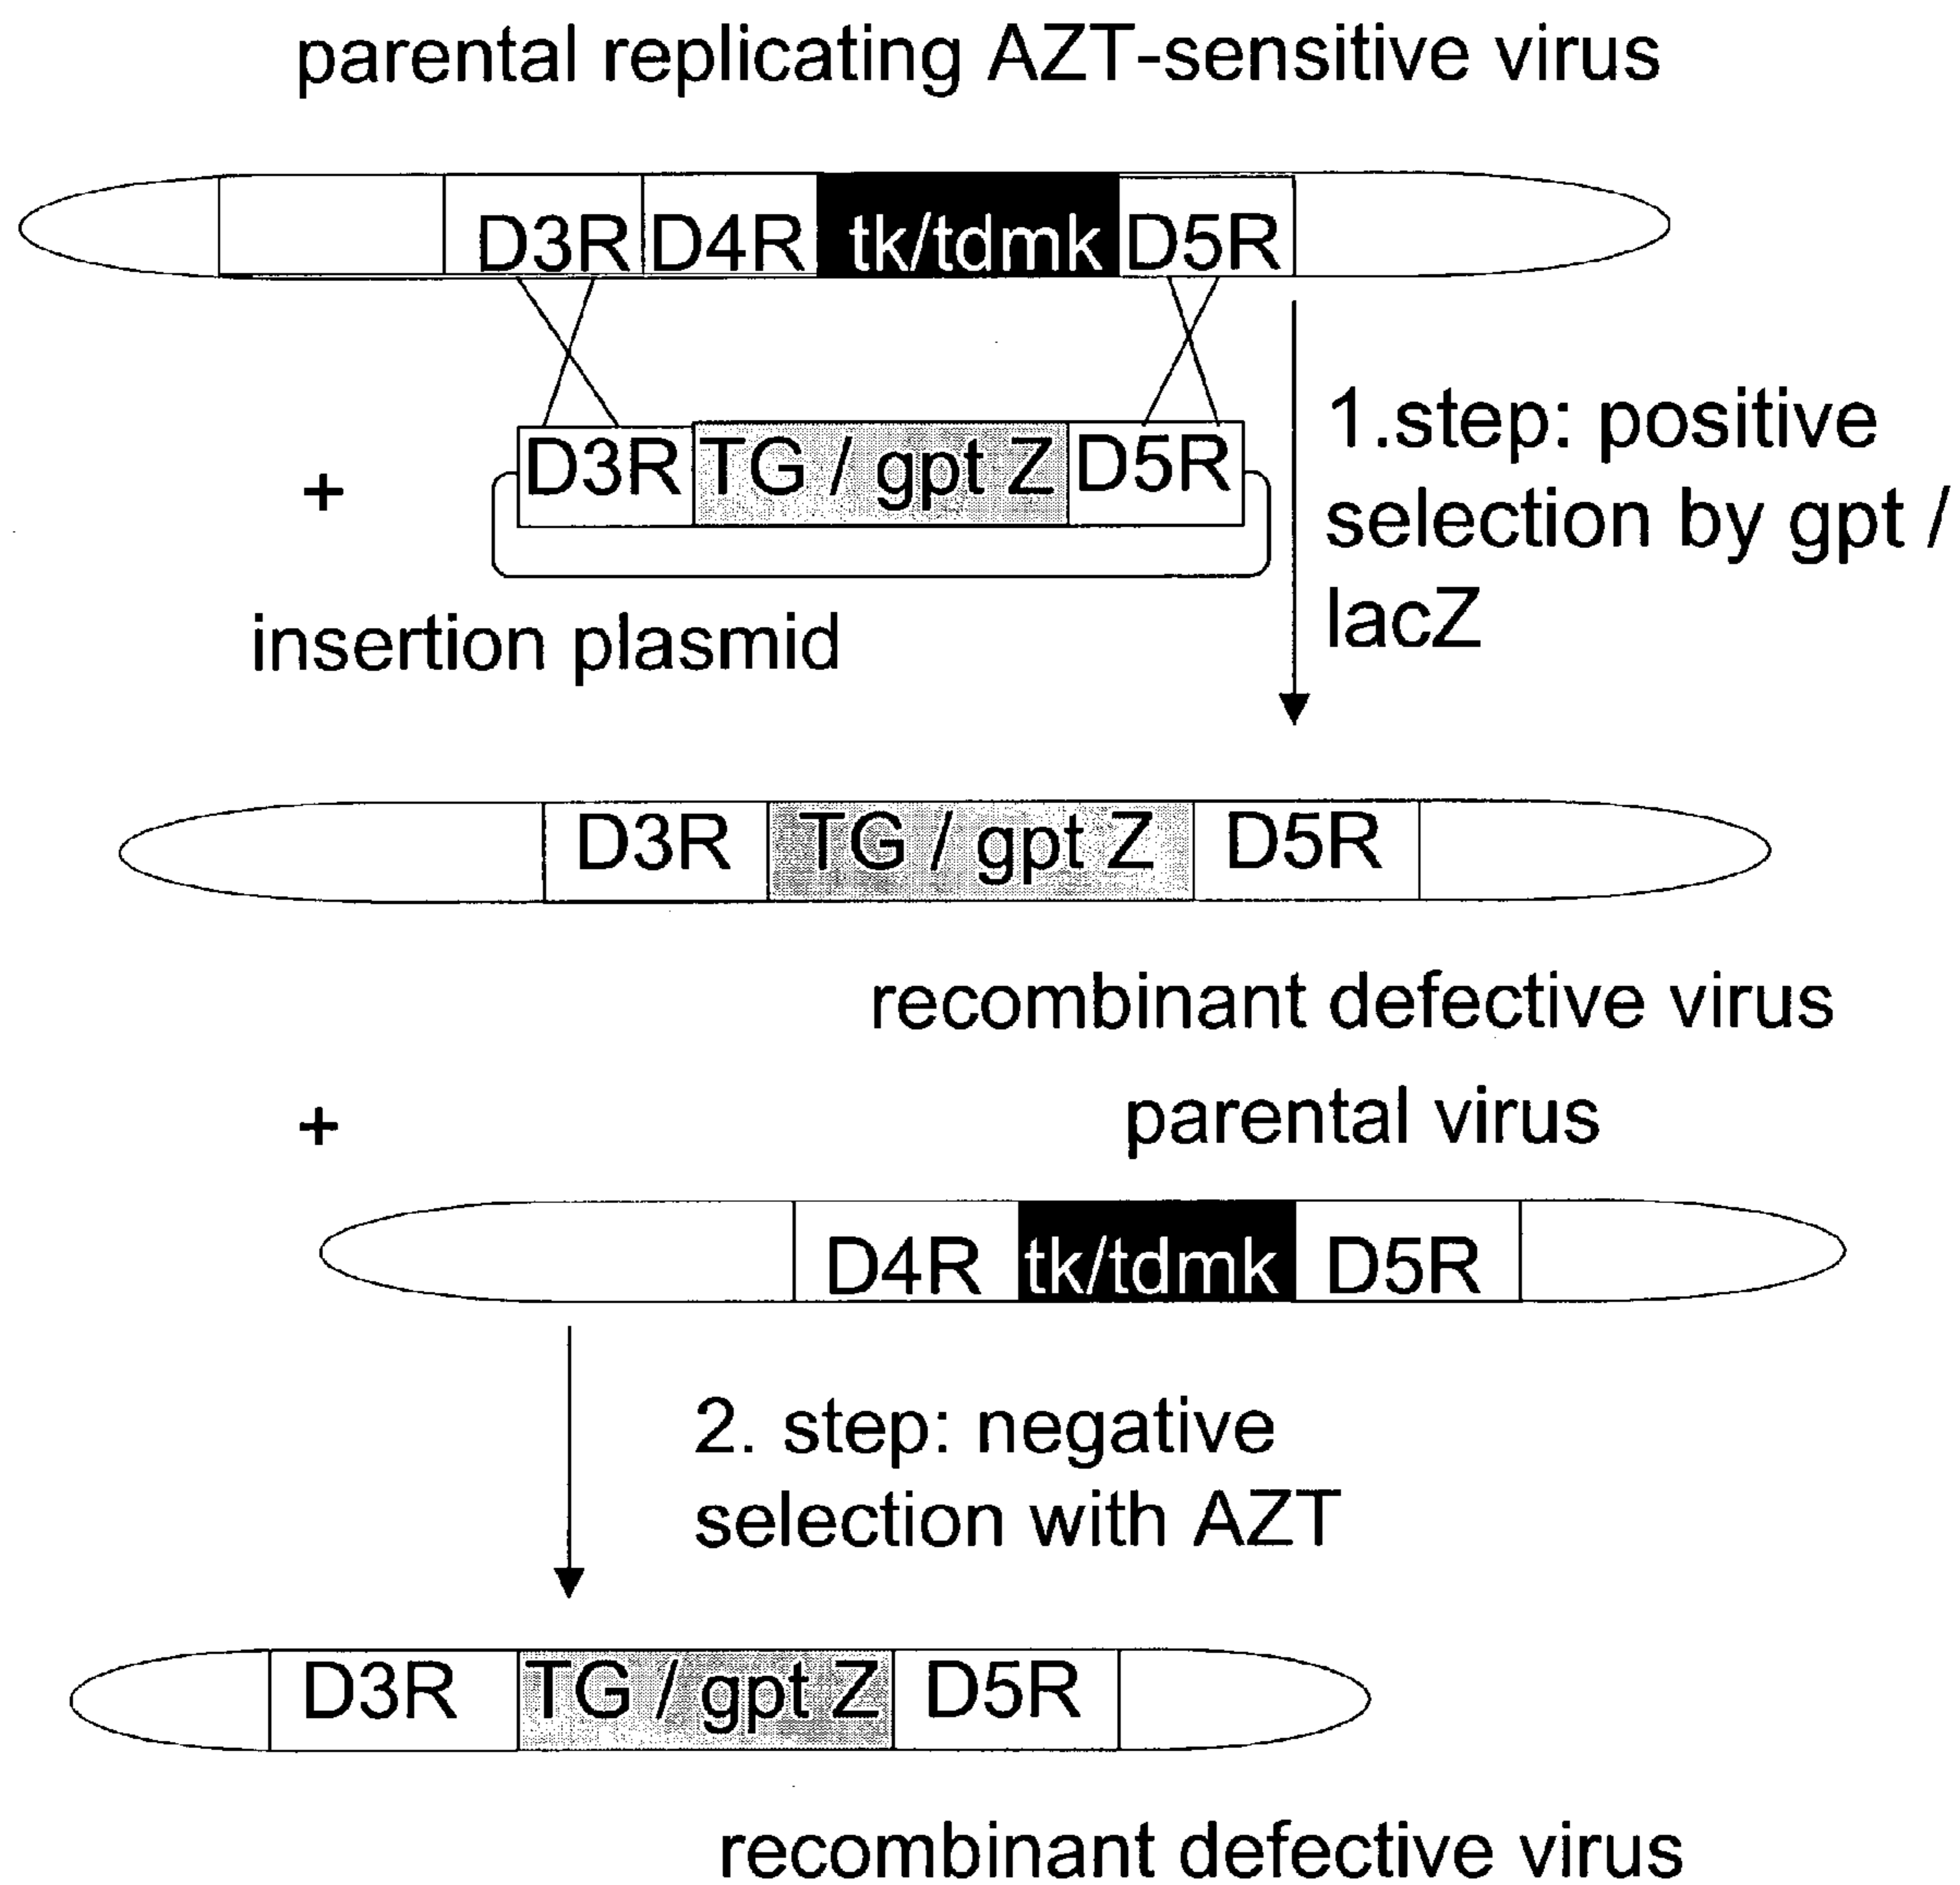 parental replicating AZT-sensitive virus
D3R D4R tk/tdmk D5R
D3R TG / gpt Z D5R
+
insertion plasmid
1.step: positive
selection by gpt /
lacZ
D3R TG / gpt Z D5R
recombinant defective virus
+
parental virus
D4R tk/tdmk D5R
2. step: negative
selection with AZT
D3R TG / gpt Z D5R
recombinant defective virus